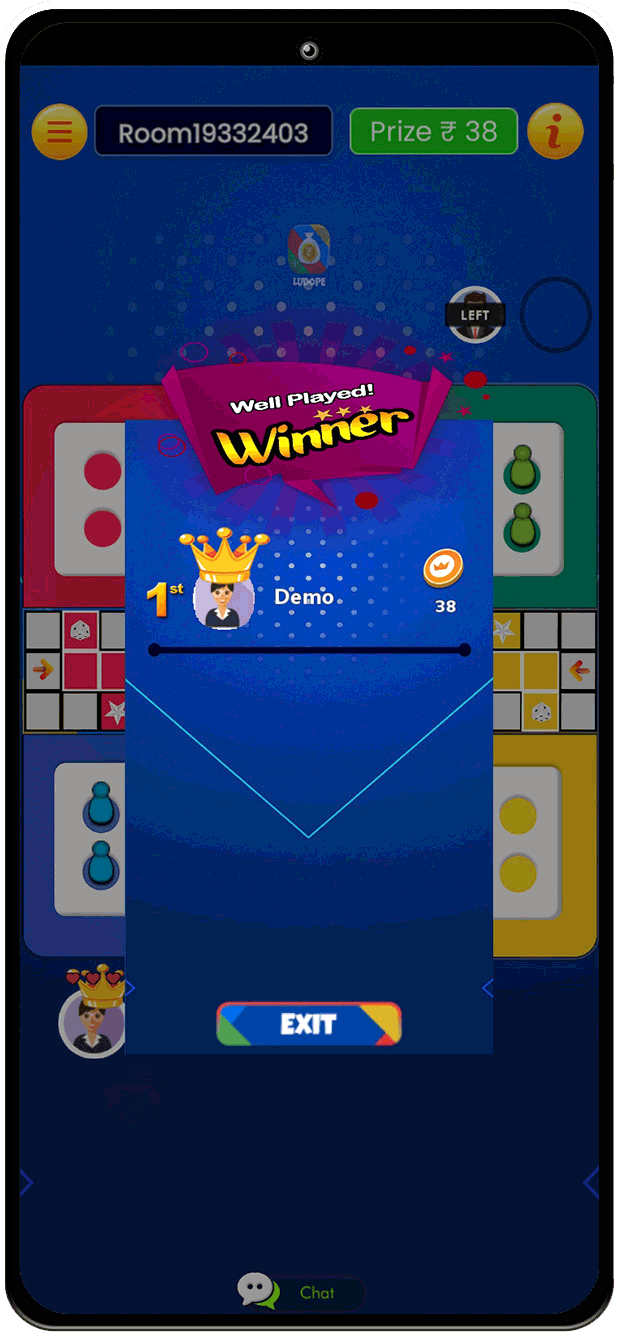 Room19332403
Prize ₹ 38
LUDOPE
LEFT
Well Played!
Winner
1st
Demo
38
EXIT
Chat